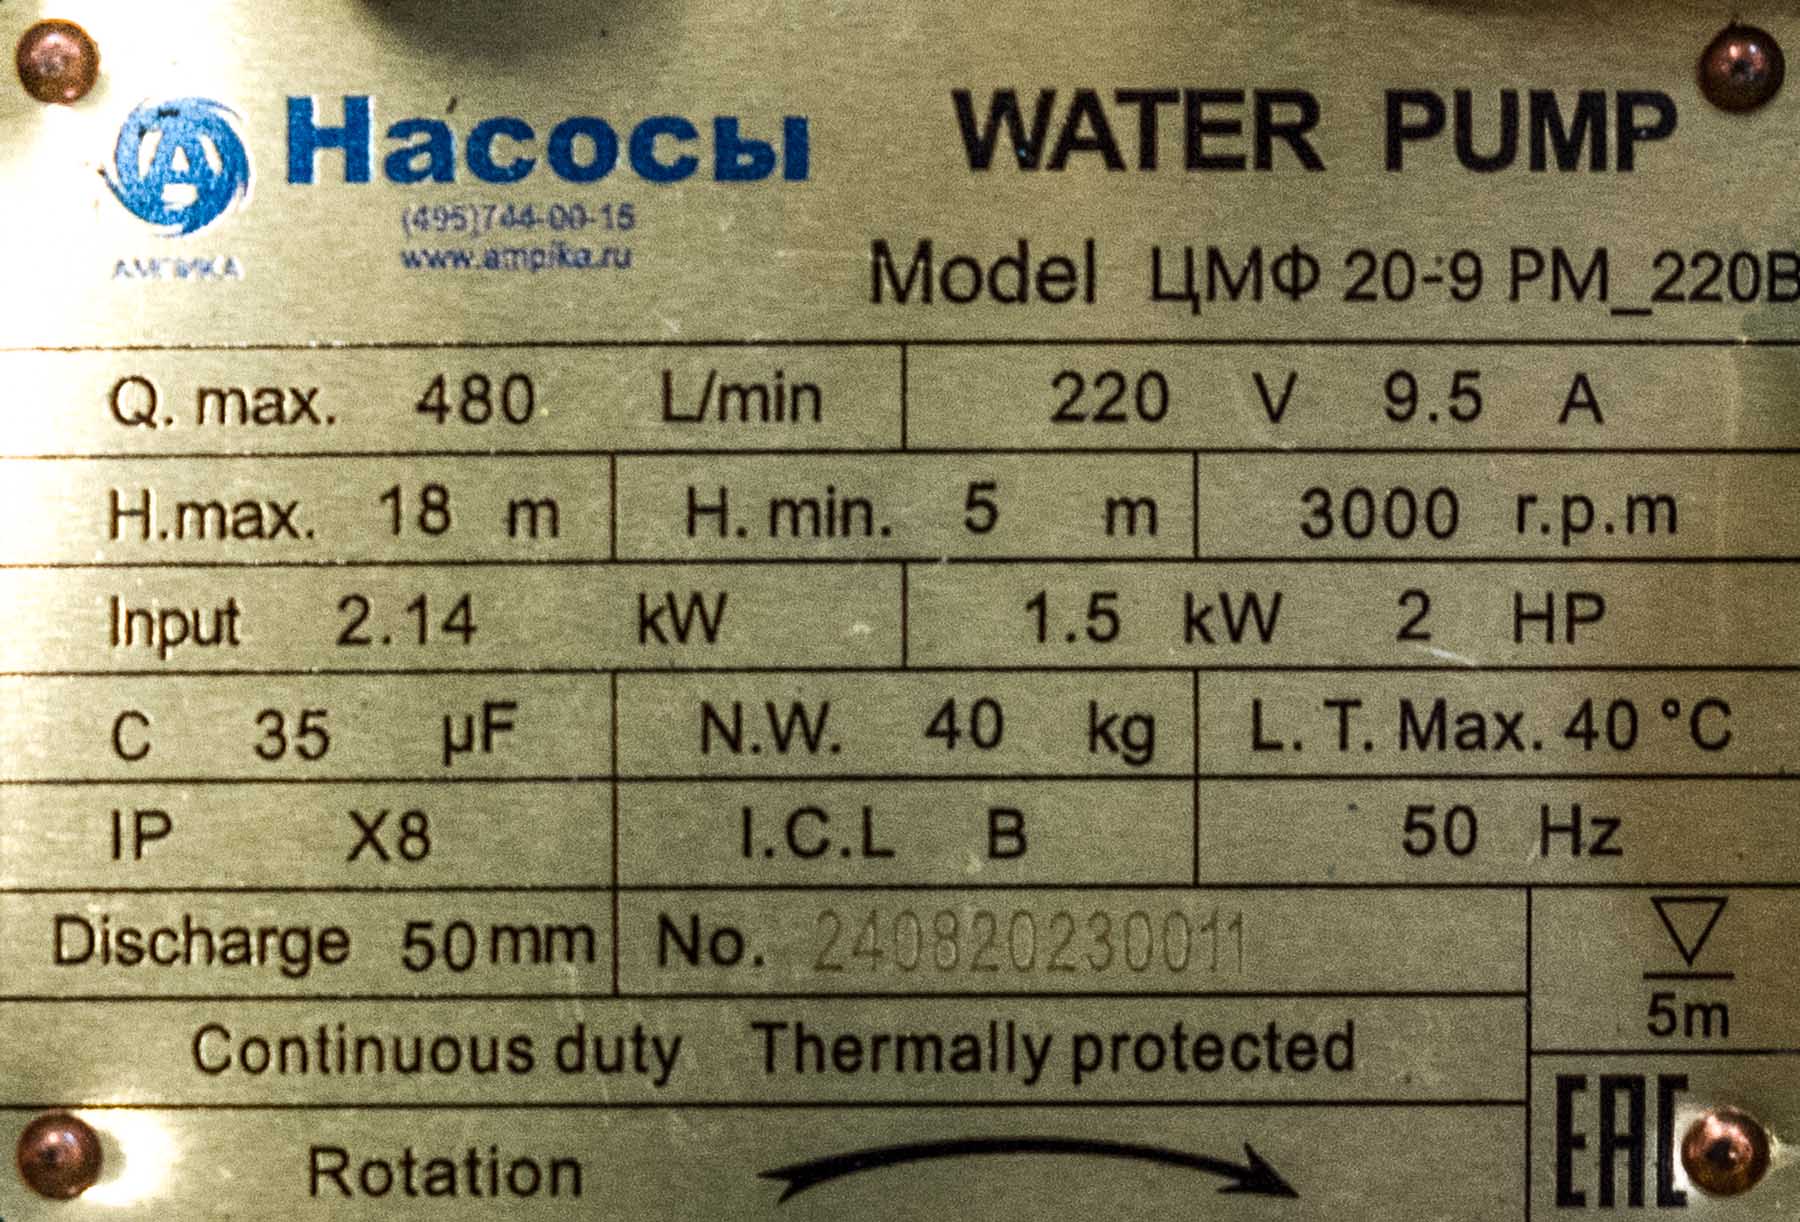 Насосы
WATER PUMP
(495)744-00-15
www.ampika.ru
АМПИКА
Model ЦМФ 20-9 РМ_220В
Q. max. 480 L/min 220 V 9.5 A
H.max. 18 m H. min. 5 m 3000 r.p.m
Input 2.14 kW 1.5 kW 2 HP
C 35 µF N.W. 40 kg L. T. Max. 40 °C
IP X8 I.C.L B 50 Hz
Discharge 50mm No. 240820230011
5m
Continuous duty Thermally protected
EAC
Rotation